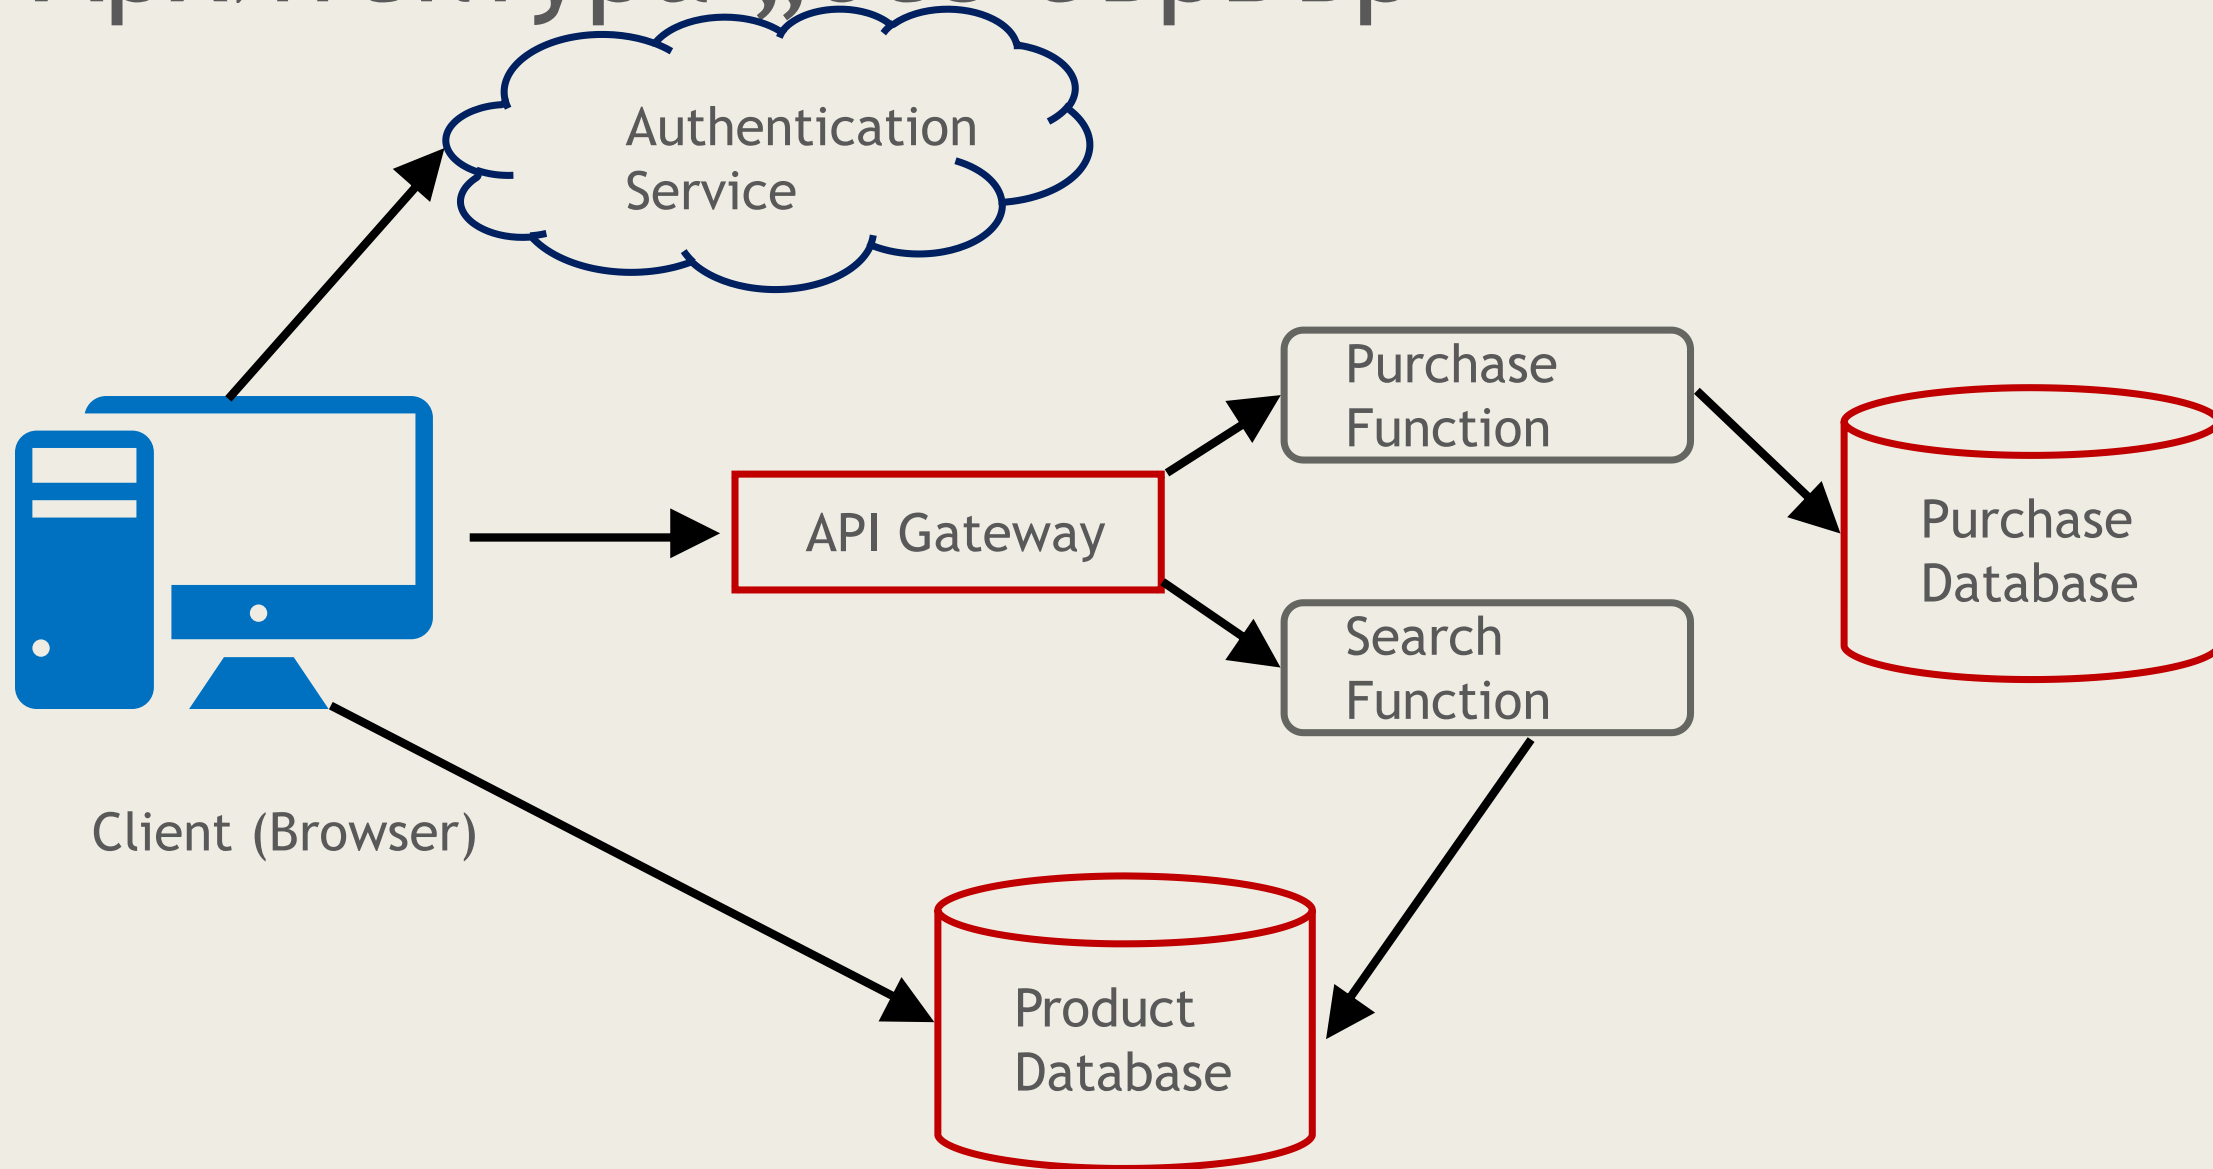 Authentication
Service
Purchase
Function
API Gateway
Purchase
Database
Search
Function
Client (Browser)
Product
Database